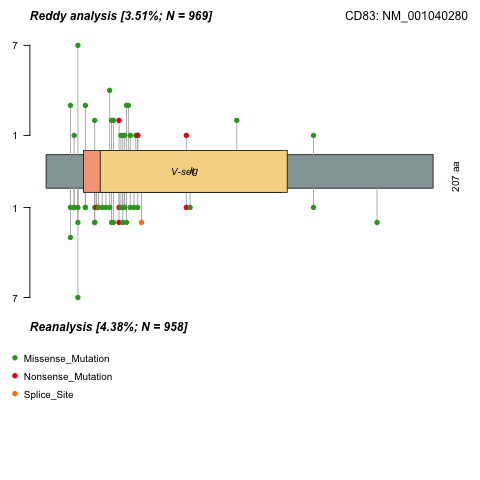 Reddy analysis [3.51%; N = 969]
CD83: NM_001040280
7
1
V-set
Ig
207 aa
1
7
Reanalysis [4.38%; N = 958]
Missense_Mutation
Nonsense_Mutation
Splice_Site